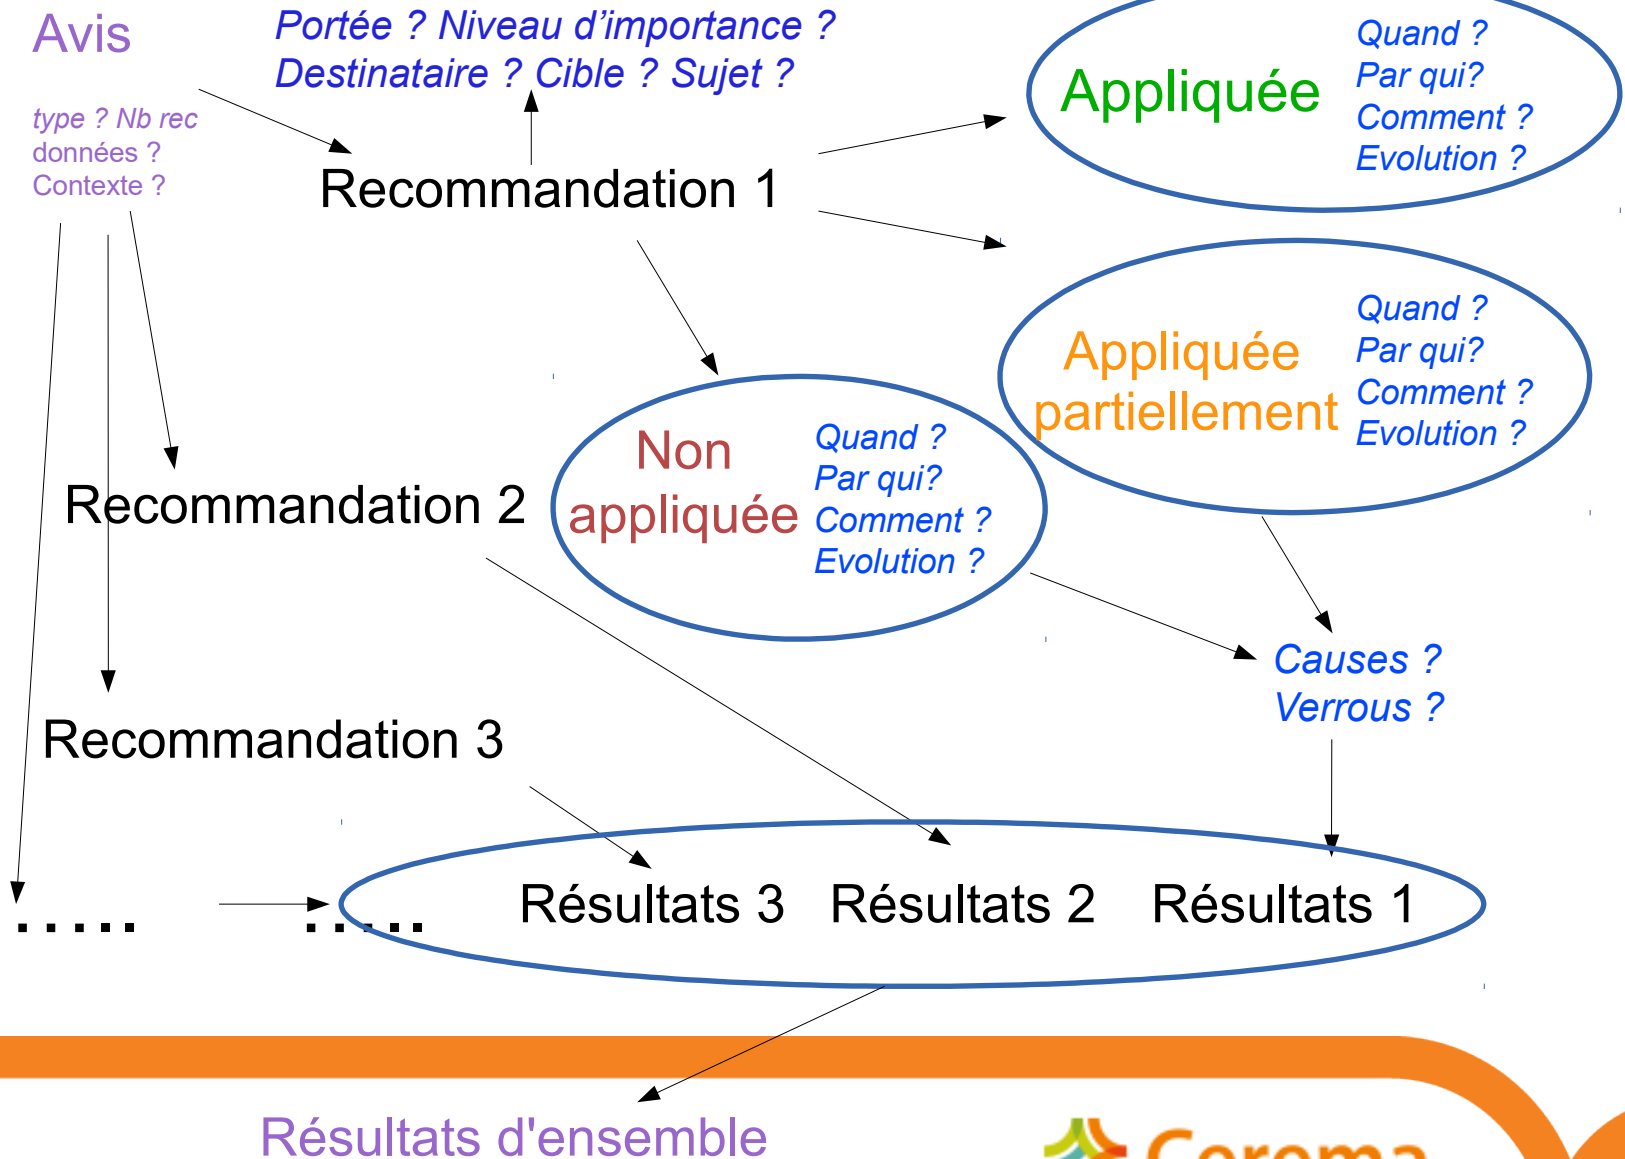 Avis
Portée ? Niveau d'importance ?
Destinataire ? Cible ? Sujet ?
type ? Nb rec
données ?
Contexte ?
Recommandation 1
Appliquée
Quand ?
Par qui?
Comment ?
Evolution ?
Appliquée
partiellement
Quand ?
Par qui?
Comment ?
Evolution ?
Non
appliquée
Quand ?
Par qui?
Comment ?
Evolution ?
Recommandation 2
Causes ?
Verrous ?
Recommandation 3
.....
.....
Résultats 3
Résultats 2
Résultats 1
Résultats d'ensemble
Cerema